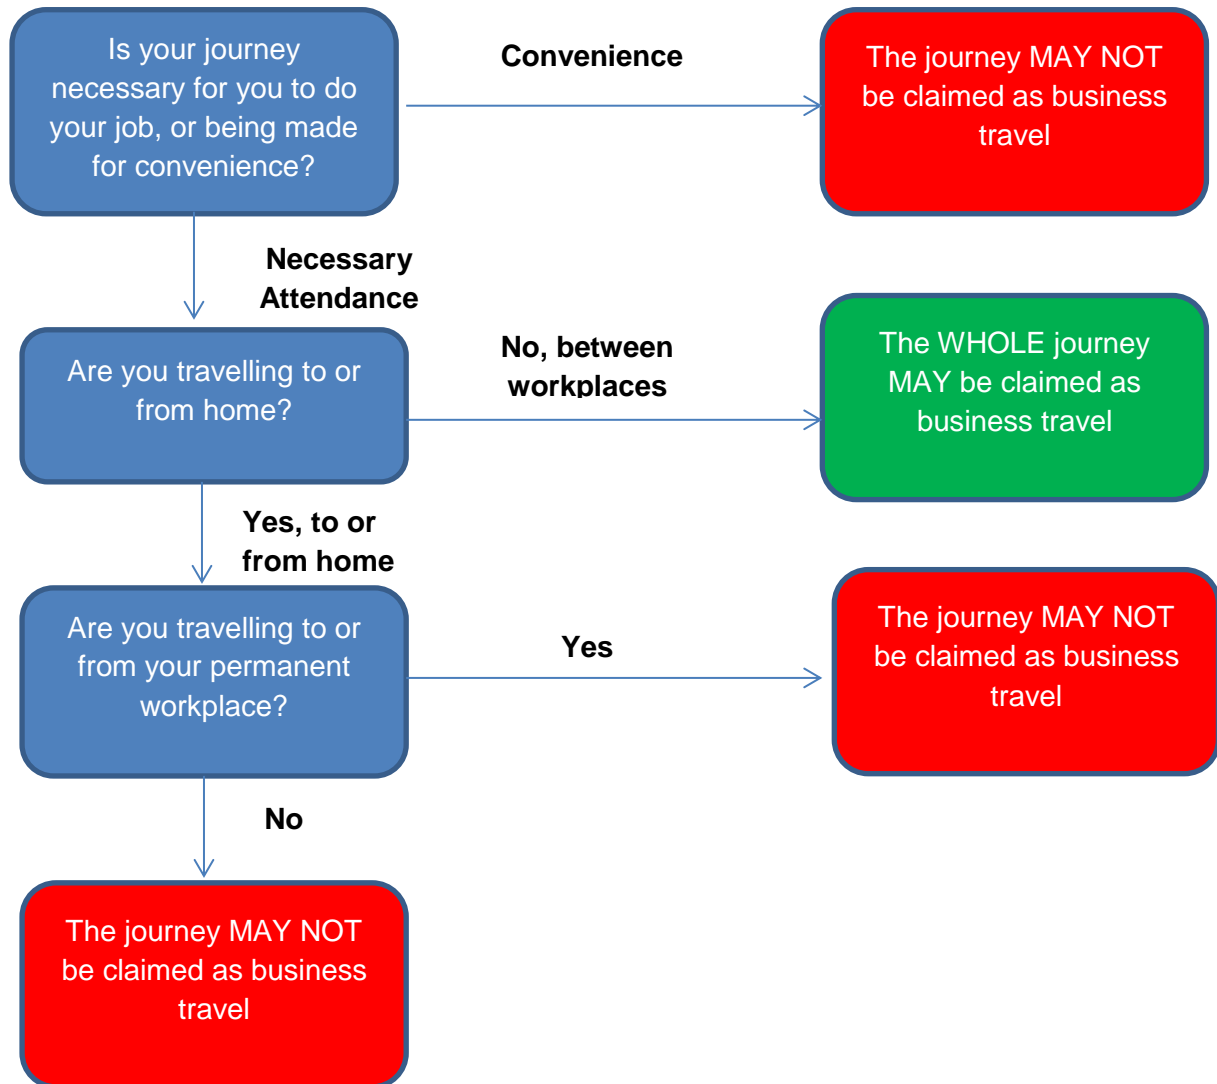 Is your journey
necessary for you to do
your job, or being made
for convenience?
Convenience
The journey MAY NOT
be claimed as business
travel
Necessary
Attendance
Are you travelling to or
from home?
No, between
workplaces
The WHOLE journey
MAY be claimed as
business travel
Yes, to or
from home
Are you travelling to or
from your permanent
workplace?
Yes
The journey MAY NOT
be claimed as business
travel
No
The journey MAY NOT
be claimed as business
travel